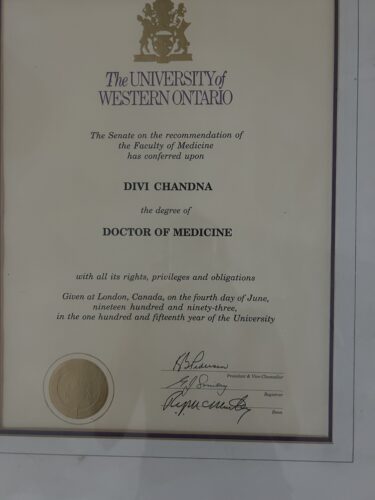 The UNIVERSITY of
WESTERN ONTARIO
The Senate on the recommendation of
the Faculty of Medicine
has conferred upon
DIVI CHANDNA
the degree of
DOCTOR OF MEDICINE
with all its rights, privileges and obligations
Given at London, Canada, on the fourth day of June,
nineteen hundred and ninety-three,
in the one hundred and fifteenth year of the University
President & Vice-Chancellor
Registrar
Dean